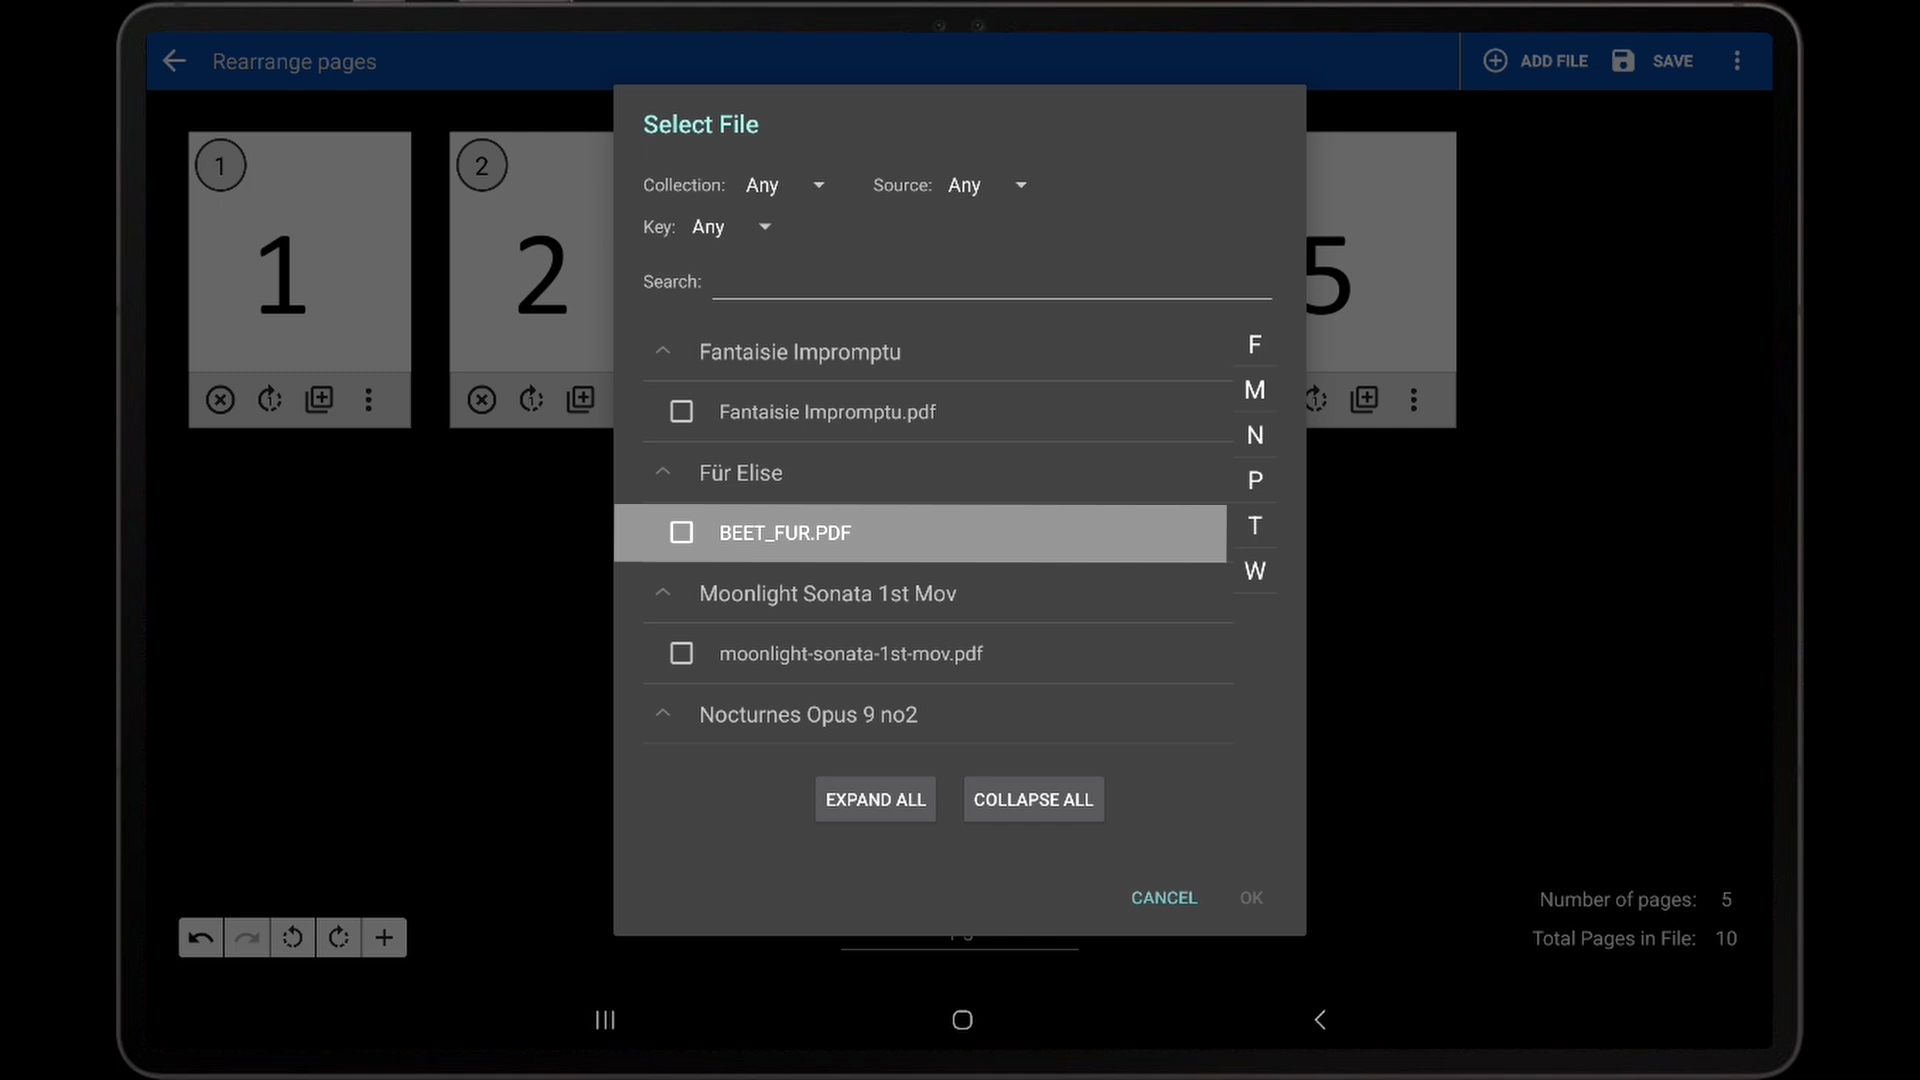 Rearrange pages
ADD FILE
SAVE
Select File
Collection: Any
Source: Any
Key: Any
Search:
1
1
2
2
5
Fantaisie Impromptu
Fantaisie Impromptu.pdf
Für Elise
BEET_FUR.PDF
Moonlight Sonata 1st Mov
moonlight-sonata-1st-mov.pdf
Nocturnes Opus 9 no2
F
M
N
P
T
W
EXPAND ALL
COLLAPSE ALL
CANCEL
OK
Number of pages: 5
Total Pages in File: 10